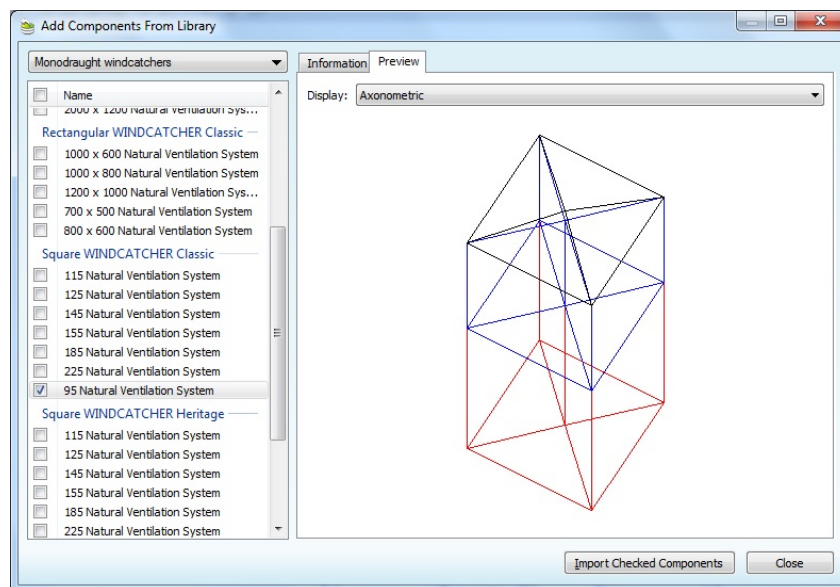 Add Components From Library
Monodraught windcatchers
Name
2000 x 1200 Natural Ventilation Sys...
Rectangular WINDCATCHER Classic
1000 x 600 Natural Ventilation System
1000 x 800 Natural Ventilation System
1200 x 1000 Natural Ventilation Sys...
700 x 500 Natural Ventilation System
800 x 600 Natural Ventilation System
Square WINDCATCHER Classic
115 Natural Ventilation System
125 Natural Ventilation System
145 Natural Ventilation System
155 Natural Ventilation System
185 Natural Ventilation System
225 Natural Ventilation System
95 Natural Ventilation System
Square WINDCATCHER Heritage
115 Natural Ventilation System
125 Natural Ventilation System
145 Natural Ventilation System
155 Natural Ventilation System
185 Natural Ventilation System
225 Natural Ventilation System
Information Preview
Display: Axonometric
Import Checked Components Close